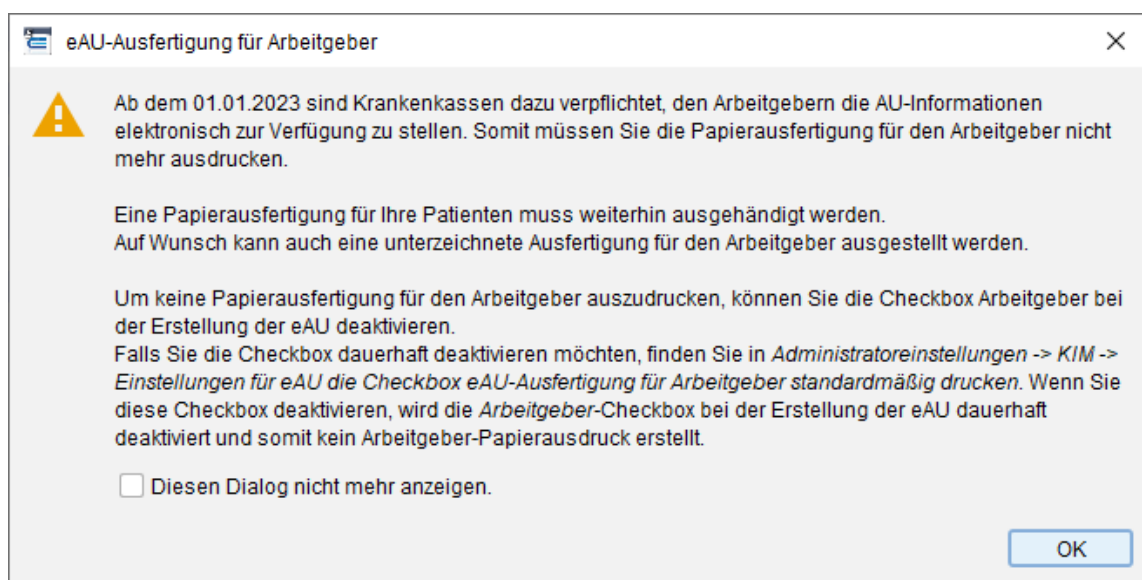 eAU-Ausfertigung für Arbeitgeber
Ab dem 01.01.2023 sind Krankenkassen dazu verpflichtet, den Arbeitgebern die AU-Informationen
elektronisch zur Verfügung zu stellen. Somit müssen Sie die Papierausfertigung für den Arbeitgeber nicht
mehr ausdrucken.
Eine Papierausfertigung für Ihre Patienten muss weiterhin ausgehändigt werden.
Auf Wunsch kann auch eine unterzeichnete Ausfertigung für den Arbeitgeber ausgestellt werden.
Um keine Papierausfertigung für den Arbeitgeber auszudrucken, können Sie die Checkbox Arbeitgeber bei
der Erstellung der eAU deaktivieren.
Falls Sie die Checkbox dauerhaft deaktivieren möchten, finden Sie in Administratoreinstellungen -> KIM ->
Einstellungen für eAU die Checkbox eAU-Ausfertigung für Arbeitgeber standardmäßig drucken. Wenn Sie
diese Checkbox deaktivieren, wird die Arbeitgeber-Checkbox bei der Erstellung der eAU dauerhaft
deaktiviert und somit kein Arbeitgeber-Papierausdruck erstellt.
Diesen Dialog nicht mehr anzeigen.
OK